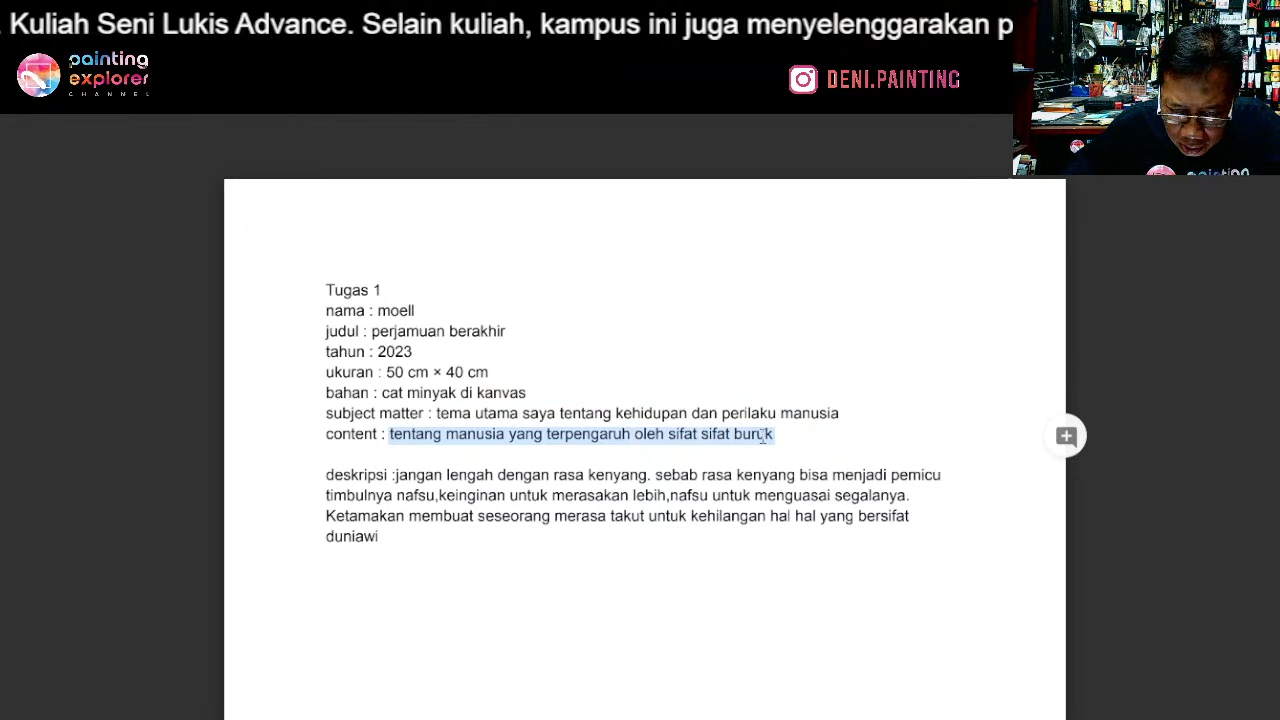 Kuliah Seni Lukis Advance. Selain kuliah, kampus ini juga menyelenggarakan p
painting
explorer
CHANNEL
DENI.PAINTING
Tugas 1
nama : moell
judul : perjamuan berakhir
tahun : 2023
ukuran : 50 cm × 40 cm
bahan : cat minyak di kanvas
subject matter : tema utama saya tentang kehidupan dan perilaku manusia
content : tentang manusia yang terpengaruh oleh sifat sifat buruk
deskripsi :jangan lengah dengan rasa kenyang. sebab rasa kenyang bisa menjadi pemicu
timbulnya nafsu,keinginan untuk merasakan lebih,nafsu untuk menguasai segalanya.
Ketamakan membuat seseorang merasa takut untuk kehilangan hal hal yang bersifat
duniawi